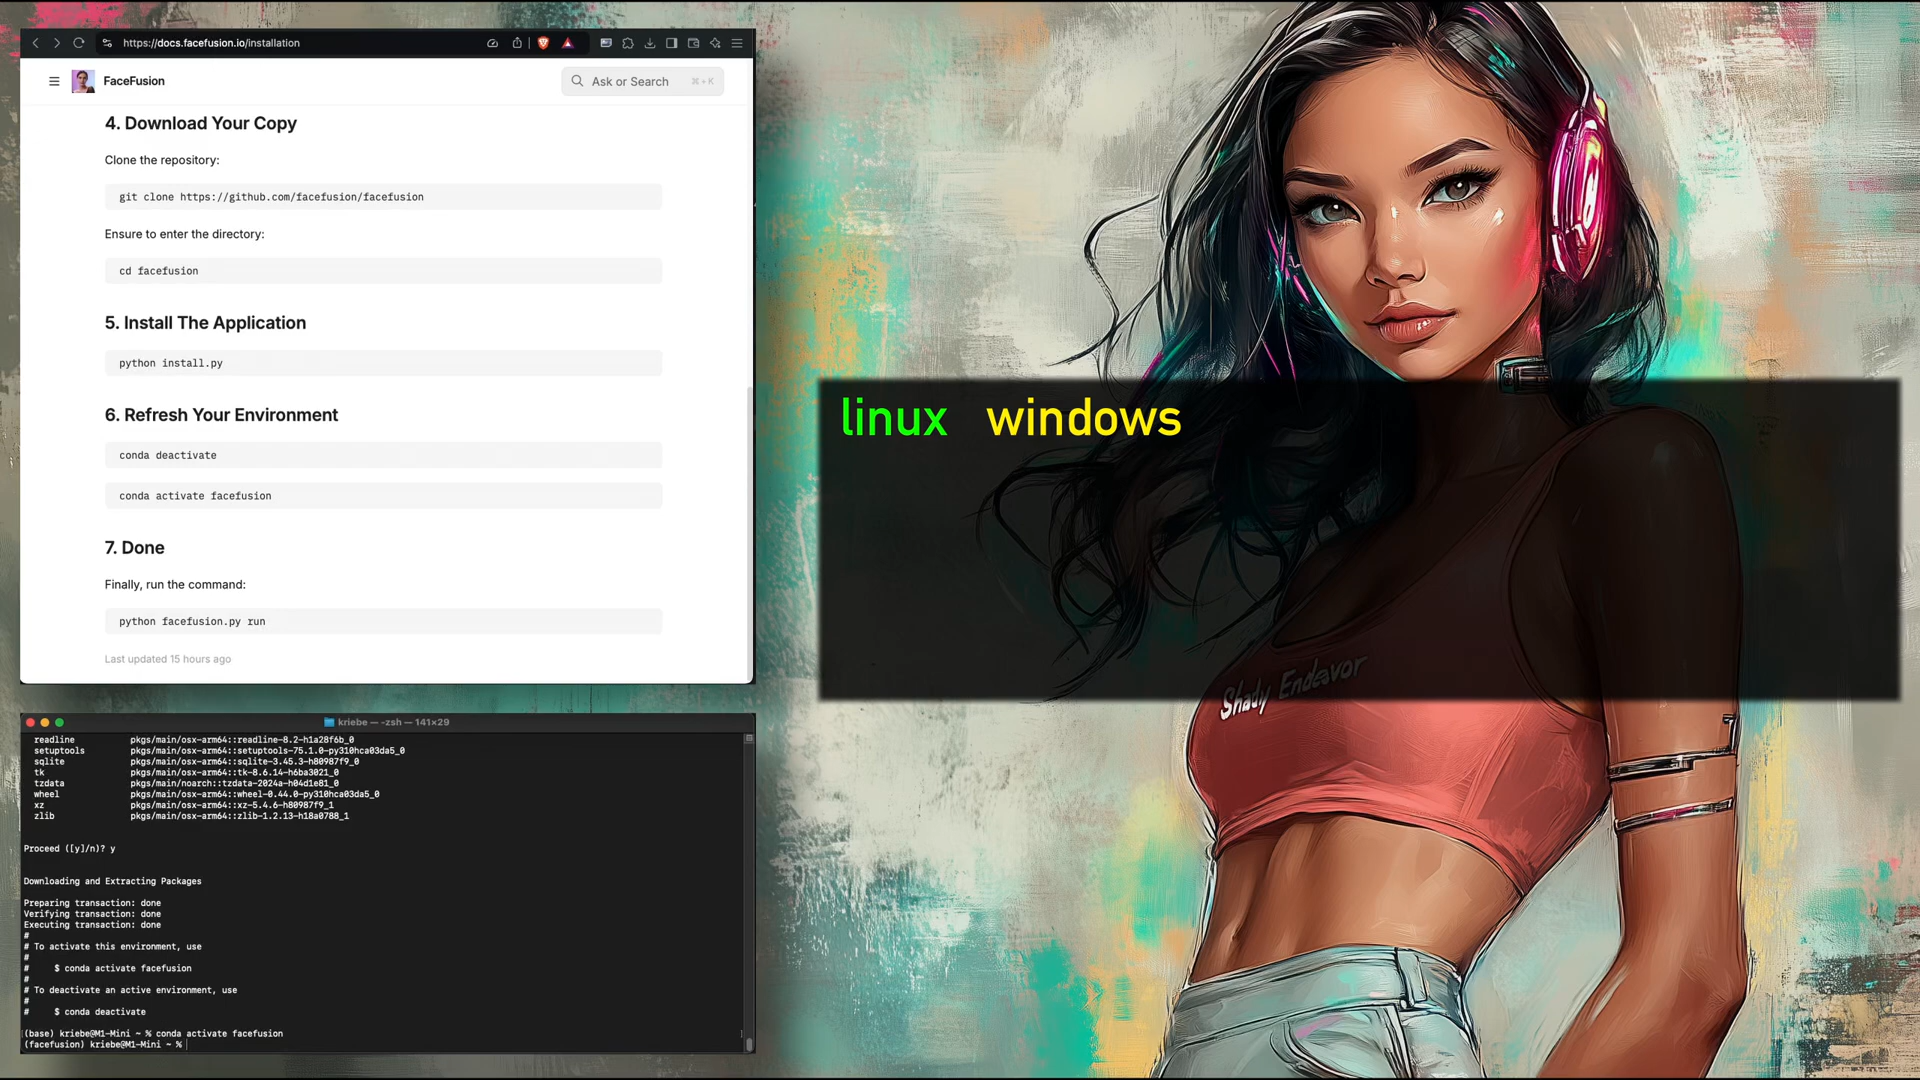 https://docs.facefusion.io/installation
FaceFusion
Ask or Search
⌘ + K
4. Download Your Copy
Clone the repository:
git clone https://github.com/facefusion/facefusion
Ensure to enter the directory:
cd facefusion
5. Install The Application
python install.py
6. Refresh Your Environment
conda deactivate
conda activate facefusion
7. Done
Finally, run the command:
python facefusion.py run
Last updated 15 hours ago
kriebe — -zsh — 141×29
readline pkgs/main/osx-arm64::readline-8.2-h1a28f6b_0
setuptools pkgs/main/osx-arm64::setuptools-75.1.0-py310hca03da5_0
sqlite pkgs/main/osx-arm64::sqlite-3.45.3-h80987f9_0
tk pkgs/main/osx-arm64::tk-8.6.14-h6ba3021_0
tzdata pkgs/main/noarch::tzdata-2024a-h04d1e81_0
wheel pkgs/main/osx-arm64::wheel-0.44.0-py310hca03da5_0
xz pkgs/main/osx-arm64::xz-5.4.6-h80987f9_1
zlib pkgs/main/osx-arm64::zlib-1.2.13-h18a0788_1
Proceed ([y]/n)? y
Downloading and Extracting Packages
Preparing transaction: done
Verifying transaction: done
Executing transaction: done
#
# To activate this environment, use
#
# $ conda activate facefusion
#
# To deactivate an active environment, use
#
# $ conda deactivate
(base) kriebe@M1-Mini ~ % conda activate facefusion
(facefusion) kriebe@M1-Mini ~ %
linux windows
Shady Endeavor